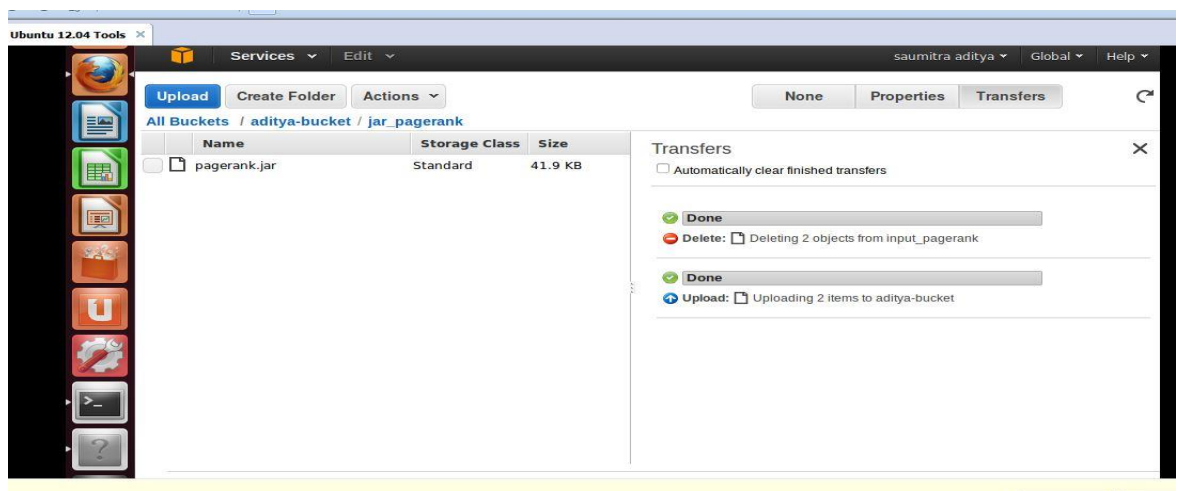 Ubuntu 12.04 Tools ×
Services Edit saumitra aditya Global Help
Upload Create Folder Actions None Properties Transfers
All Buckets / aditya-bucket / jar_pagerank
Name Storage Class Size
pagerank.jar Standard 41.9 KB
Transfers
Automatically clear finished transfers
Done
Delete: Deleting 2 objects from input_pagerank
Done
Upload: Uploading 2 items to aditya-bucket